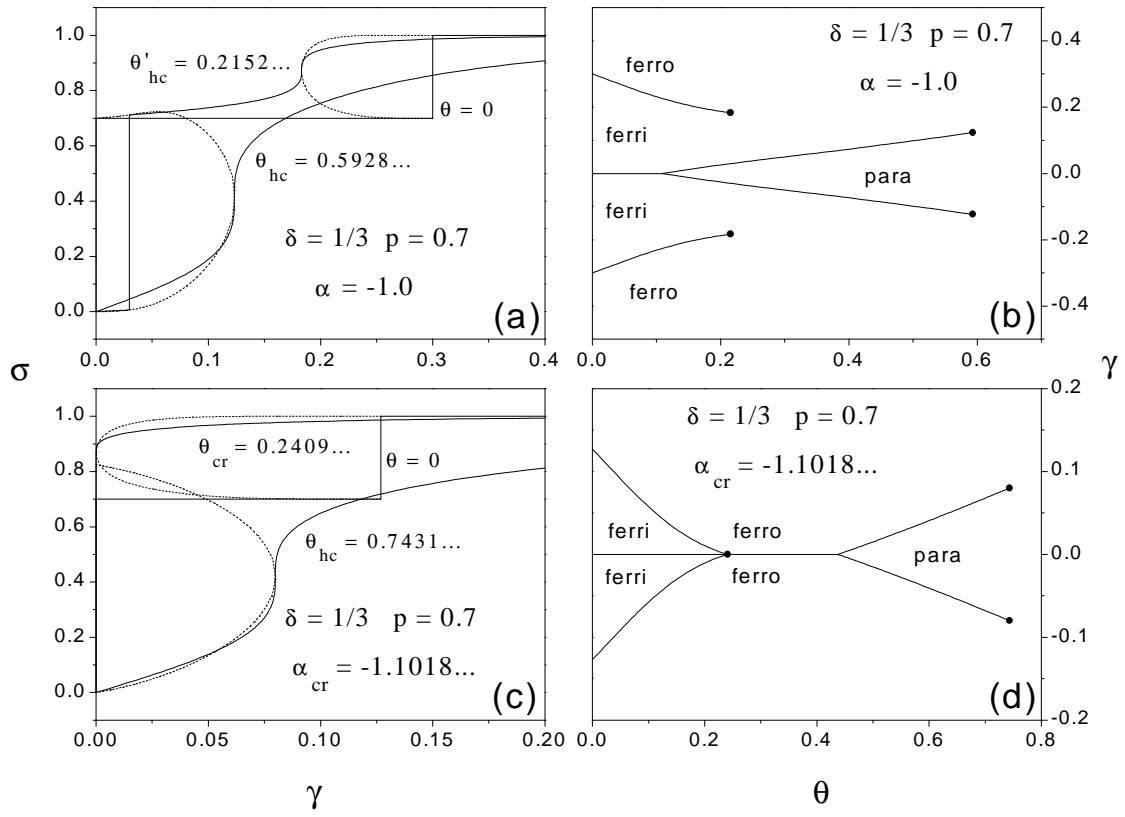 1.0
0.8
0.6
0.4
0.2
0.0
θ'hc = 0.2152...
θ = 0
θhc = 0.5928...
δ = 1/3 p = 0.7
α = -1.0
(a)
0.0 0.1 0.2 0.3 0.4
δ = 1/3 p = 0.7
α = -1.0
ferro
ferri
para
ferri
ferro
(b)
0.4
0.2
0.0
-0.2
-0.4
0.0 0.2 0.4 0.6
σ
γ
1.0
0.8
0.6
0.4
0.2
0.0
θcr = 0.2409...
θ = 0
θhc = 0.7431...
δ = 1/3 p = 0.7
αcr = -1.1018...
(c)
0.00 0.05 0.10 0.15 0.20
γ
δ = 1/3 p = 0.7
αcr = -1.1018...
ferri ferro
para
ferri ferro
(d)
0.2
0.1
0.0
-0.1
-0.2
0.0 0.2 0.4 0.6 0.8
θ